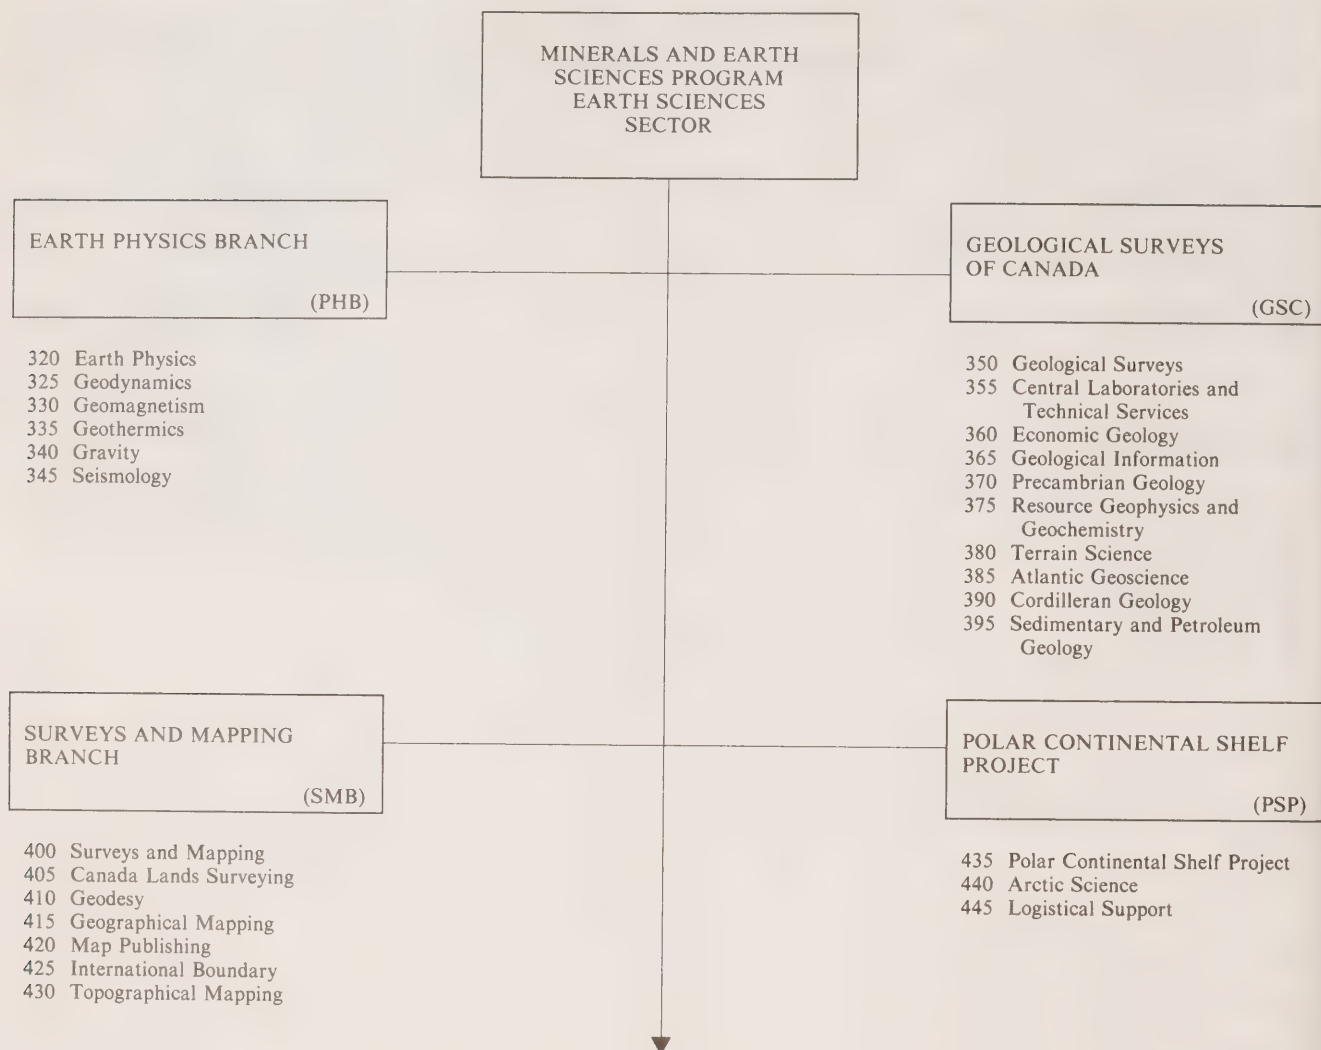 MINERALS AND EARTH
SCIENCES PROGRAM
EARTH SCIENCES
SECTOR
EARTH PHYSICS BRANCH
(PHB)
320 Earth Physics
325 Geodynamics
330 Geomagnetism
335 Geothermics
340 Gravity
345 Seismology
GEOLOGICAL SURVEYS
OF CANADA
(GSC)
350 Geological Surveys
355 Central Laboratories and
Technical Services
360 Economic Geology
365 Geological Information
370 Precambrian Geology
375 Resource Geophysics and
Geochemistry
380 Terrain Science
385 Atlantic Geoscience
390 Cordilleran Geology
395 Sedimentary and Petroleum
Geology
SURVEYS AND MAPPING
BRANCH
(SMB)
400 Surveys and Mapping
405 Canada Lands Surveying
410 Geodesy
415 Geographical Mapping
420 Map Publishing
425 International Boundary
430 Topographical Mapping
POLAR CONTINENTAL SHELF
PROJECT
(PSP)
435 Polar Continental Shelf Project
440 Arctic Science
445 Logistical Support